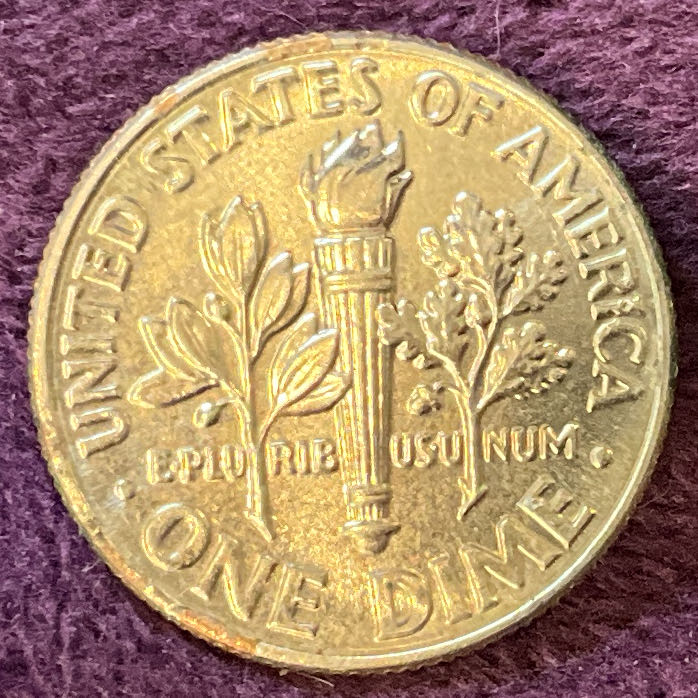 UNITED STATES OF AMERICA
E·PLU RIB USU NUM
· ONE DIME ·